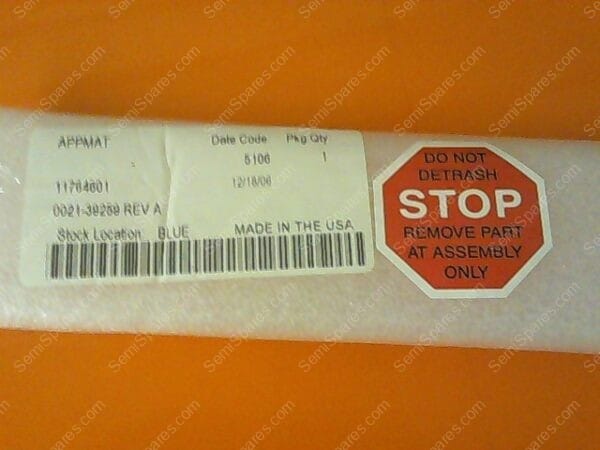 APPMAT Date Code Pkg Qty
5106 1
11764601 12/18/06
0021-39259 REV A
Stock Location: BLUE MADE IN THE USA
DO NOT
DETRASH
STOP
REMOVE PART
AT ASSEMBLY
ONLY
SemiSpares.com